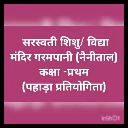 सरस्वती शिशु/ विद्या
मंदिर गरमपानी (नैनीताल)
कक्षा -प्रथम
(पहाड़ा प्रतियोगिता)